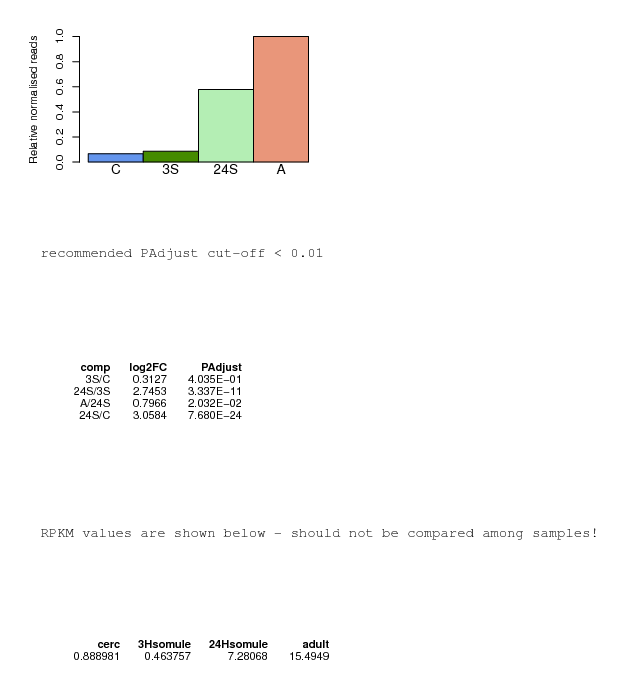 Relative normalised reads
1.0
0.8
0.6
0.4
0.2
0.0
C 3S 24S A
recommended PAdjust cut-off < 0.01
comp log2FC PAdjust
3S/C 0.3127 4.035E-01
24S/3S 2.7453 3.337E-11
A/24S 0.7966 2.032E-02
24S/C 3.0584 7.680E-24
RPKM values are shown below - should not be compared among samples!
cerc 3Hsomule 24Hsomule adult
0.888981 0.463757 7.28068 15.4949